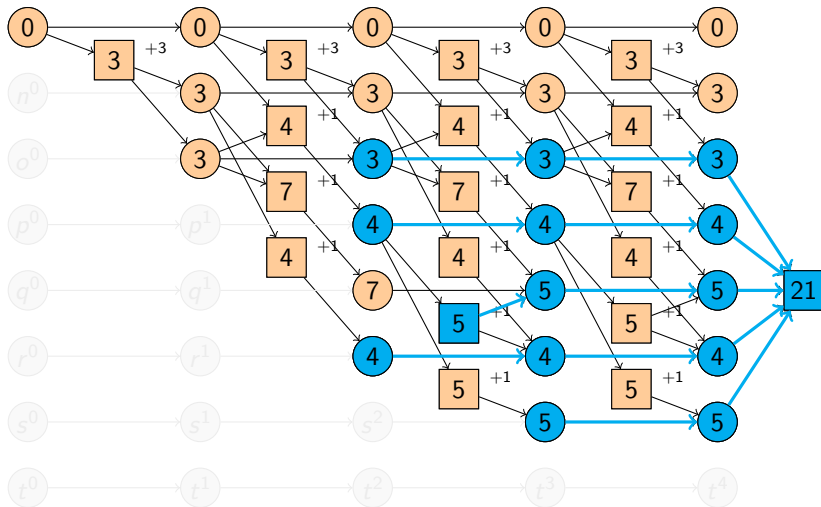 0 0 0 0 0
3 +3 3 +3 3 +3 3 +3
n⁰ 3 3 3 3
4 +1 4 +1 4 +1
o⁰ 3 3 3 3
7 +1 7 +1 7 +1
p⁰ p¹ 4 4 4
4 +1 4 +1 4 +1
q⁰ q¹ 7 5 5 21
5 +1 5 +1
r⁰ r¹ 4 4 4
5 +1 5 +1
s⁰ s¹ s² 5 5
t⁰ t¹ t² t³ t⁴